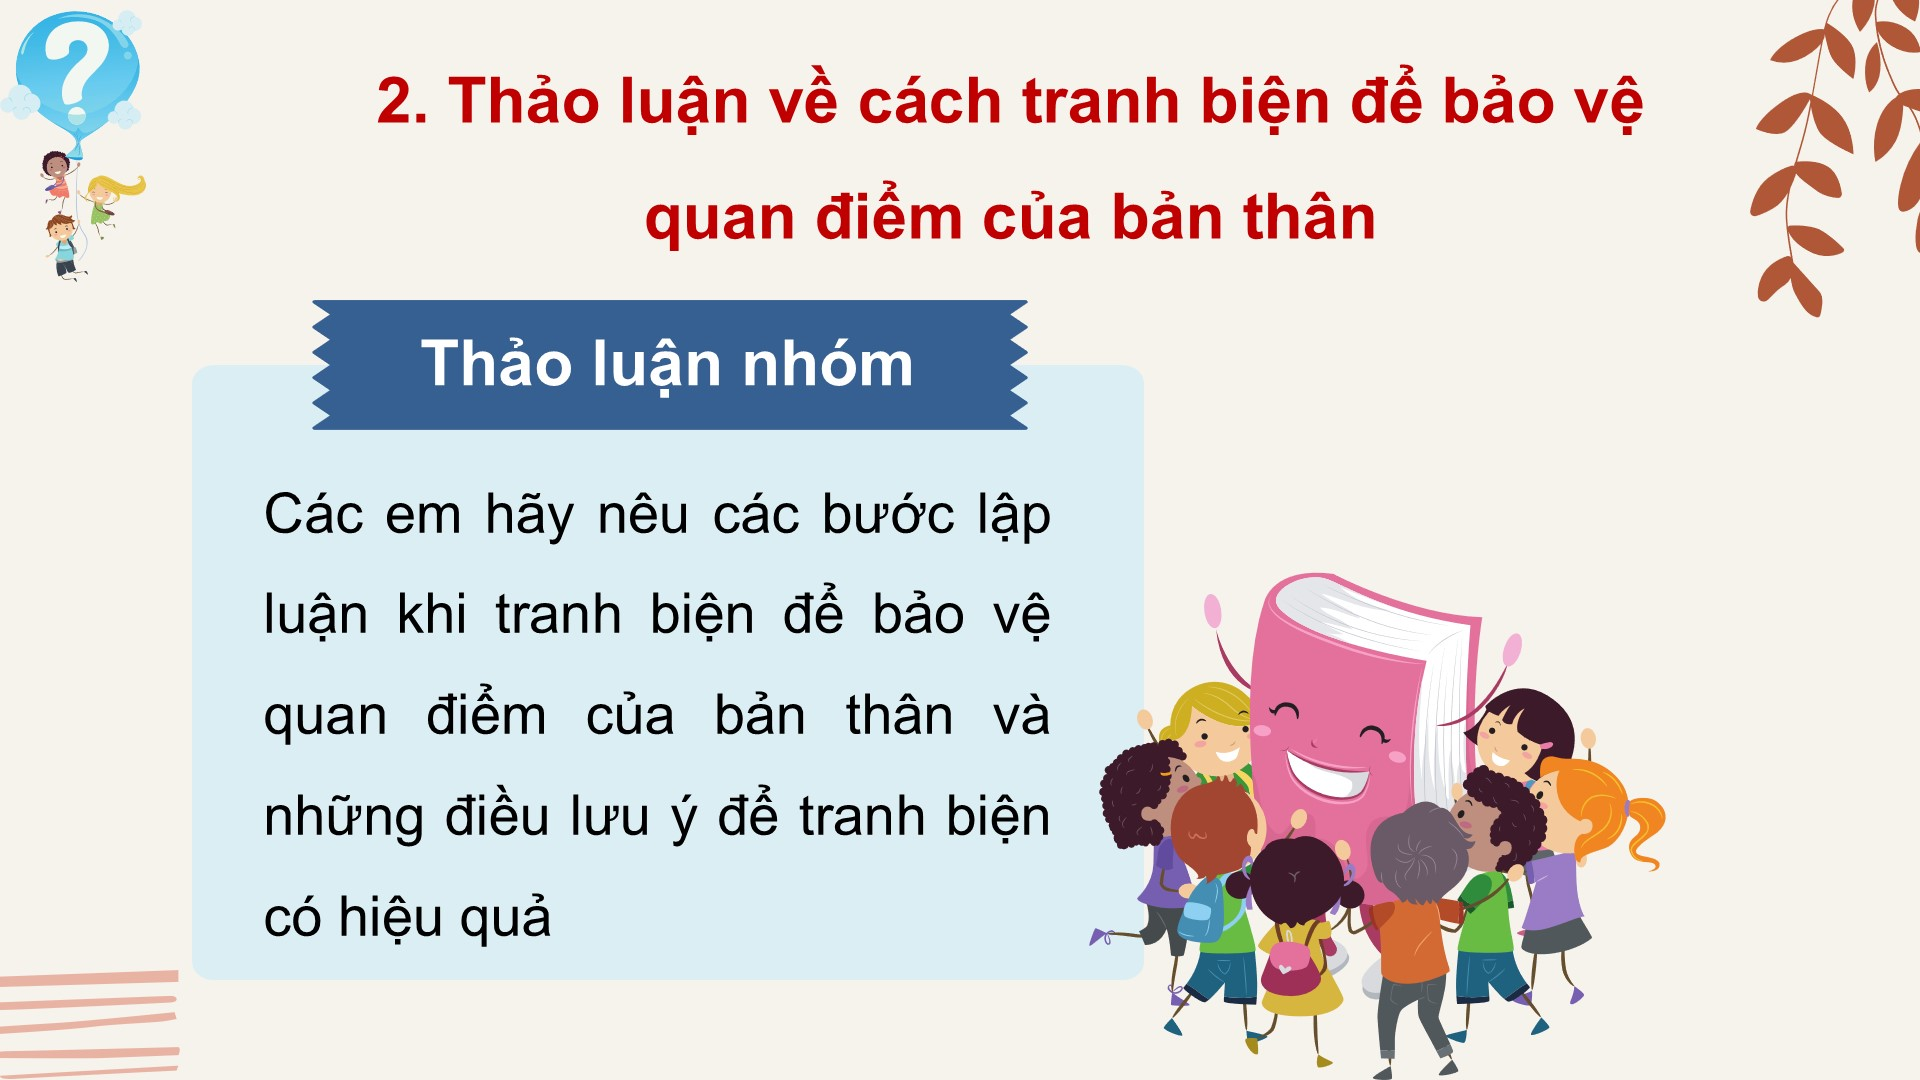 ?
2. Thảo luận về cách tranh biện để bảo vệ
quan điểm của bản thân
Thảo luận nhóm
Các em hãy nêu các bước lập
luận khi tranh biện để bảo vệ
quan điểm của bản thân và
những điều lưu ý để tranh biện
có hiệu quả